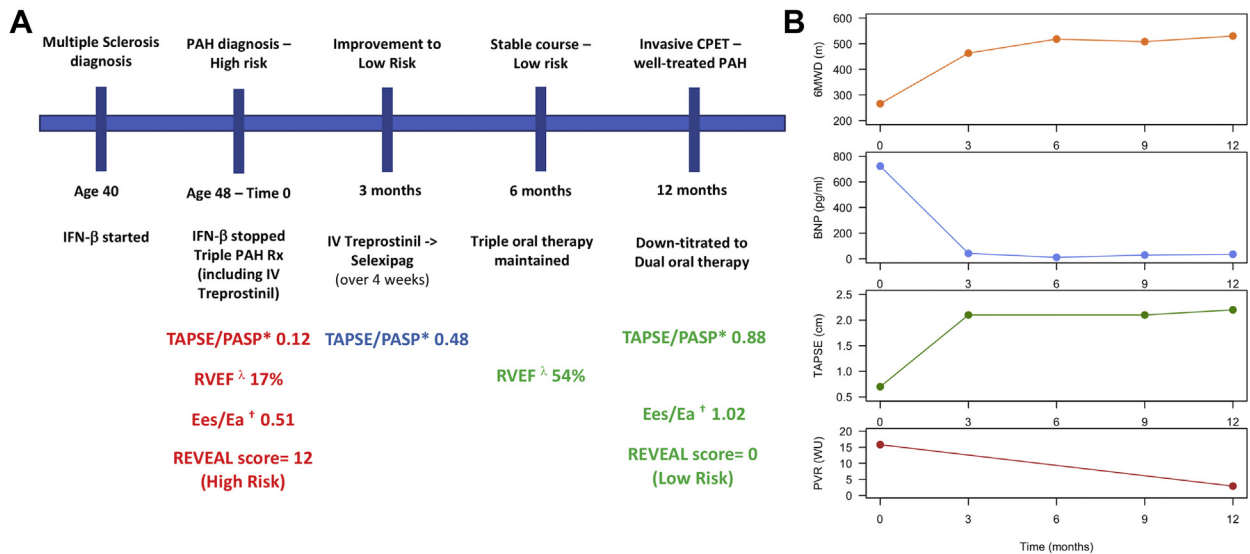 A
Multiple Sclerosis
diagnosis
PAH diagnosis –
High risk
Improvement to
Low Risk
Stable course –
Low risk
Invasive CPET –
well-treated PAH
Age 40
Age 48 – Time 0
3 months
6 months
12 months
IFN-β started
IFN-β stopped
Triple PAH Rx
(including IV
Treprostinil)
IV Treprostinil ->
Selexipag
(over 4 weeks)
Triple oral therapy
maintained
Down-titrated to
Dual oral therapy
TAPSE/PASP* 0.12
TAPSE/PASP* 0.48
TAPSE/PASP* 0.88
RVEF λ 17%
RVEF λ 54%
Ees/Ea † 0.51
Ees/Ea † 1.02
REVEAL score= 12
(High Risk)
REVEAL score= 0
(Low Risk)
B
6MWD (m)
600
500
400
300
200
0 3 6 9 12
BNP (pg/ml)
800
600
400
200
0
0 3 6 9 12
TAPSE (cm)
2.5
2.0
1.5
1.0
0.5
0 3 6 9 12
PVR (WU)
20
15
10
5
0
0 3 6 9 12
Time (months)